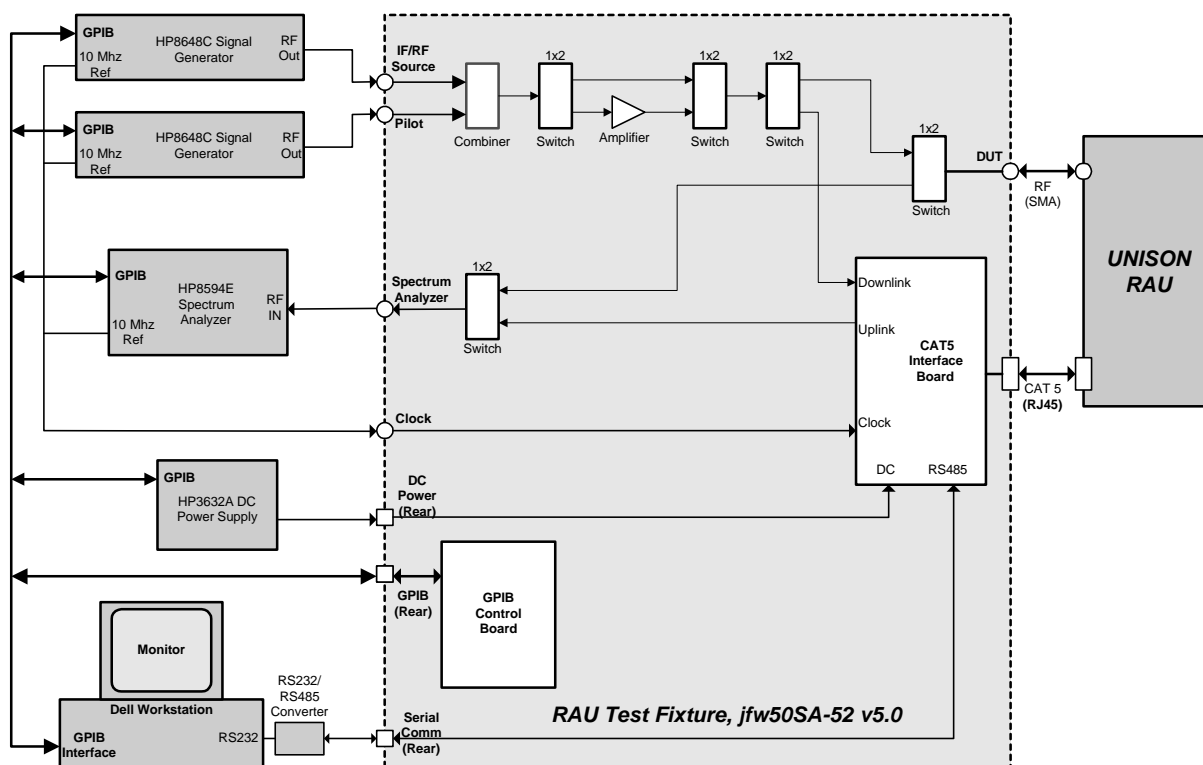 GPIB
10 Mhz
Ref
HP8648C Signal
Generator
RF
Out
GPIB
10 Mhz
Ref
HP8648C Signal
Generator
RF
Out
GPIB
10 Mhz
Ref
HP8594E
Spectrum
Analyzer
RF
IN
GPIB
HP3632A DC
Power Supply
Monitor
Dell Workstation
GPIB
Interface
RS232
RS232/
RS485
Converter
IF/RF
Source
Pilot
Combiner
1x2
Switch
Amplifier
1x2
Switch
1x2
Switch
1x2
Switch
DUT
Spectrum
Analyzer
1x2
Switch
Downlink
Uplink
CAT5
Interface
Board
Clock
DC
RS485
Clock
DC
Power
(Rear)
GPIB
(Rear)
GPIB
Control
Board
Serial
Comm
(Rear)
RAU Test Fixture, jfw50SA-52 v5.0
RF
(SMA)
CAT 5
(RJ45)
UNISON
RAU